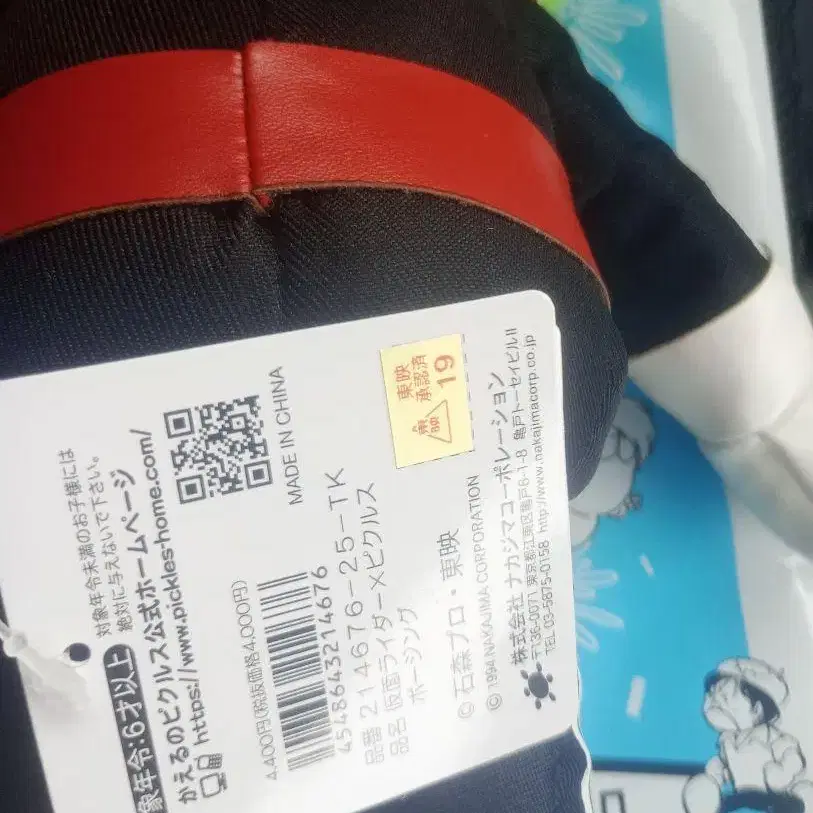 象年令:6才以上
対象年令未満のお子様には
絶対に与えないで下さい。
かえるのピクルス公式ホームページ
https://www.pickles-home.com/
MADE IN CHINA
4,400円(税抜価格4,000円)
4548643214676
品番 214676-25-TK
品名 仮面ライダー×ピクルス
ポージング
東映
承認済
19
東映
© 石森プロ・東映
© 1994 NAKAJIMA CORPORATION
株式会社 ナカジマコーポレーション
〒136-0071 東京都江東区亀戸6-1-8 亀戸トーセイビルⅡ
TEL 03-5875-0158 http://www.nakajimacorp.co.jp